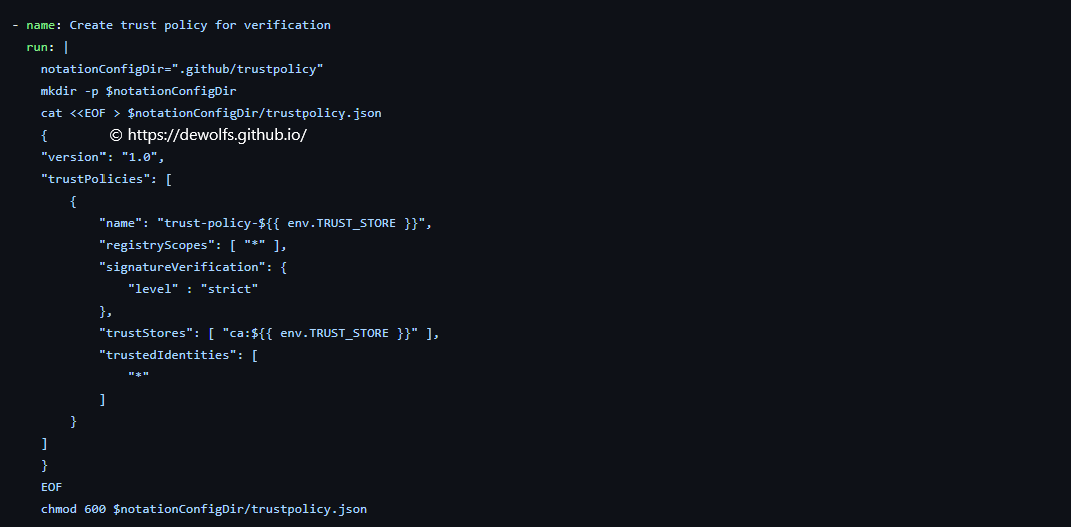 - name: Create trust policy for verification
run: |
notationConfigDir=".github/trustpolicy"
mkdir -p $notationConfigDir
cat <<EOF > $notationConfigDir/trustpolicy.json
{ © https://dewolfs.github.io/
"version": "1.0",
"trustPolicies": [
{
"name": "trust-policy-${{ env.TRUST_STORE }}",
"registryScopes": [ "*" ],
"signatureVerification": {
"level" : "strict"
},
"trustStores": [ "ca:${{ env.TRUST_STORE }}" ],
"trustedIdentities": [
"*"
]
}
]
}
EOF
chmod 600 $notationConfigDir/trustpolicy.json